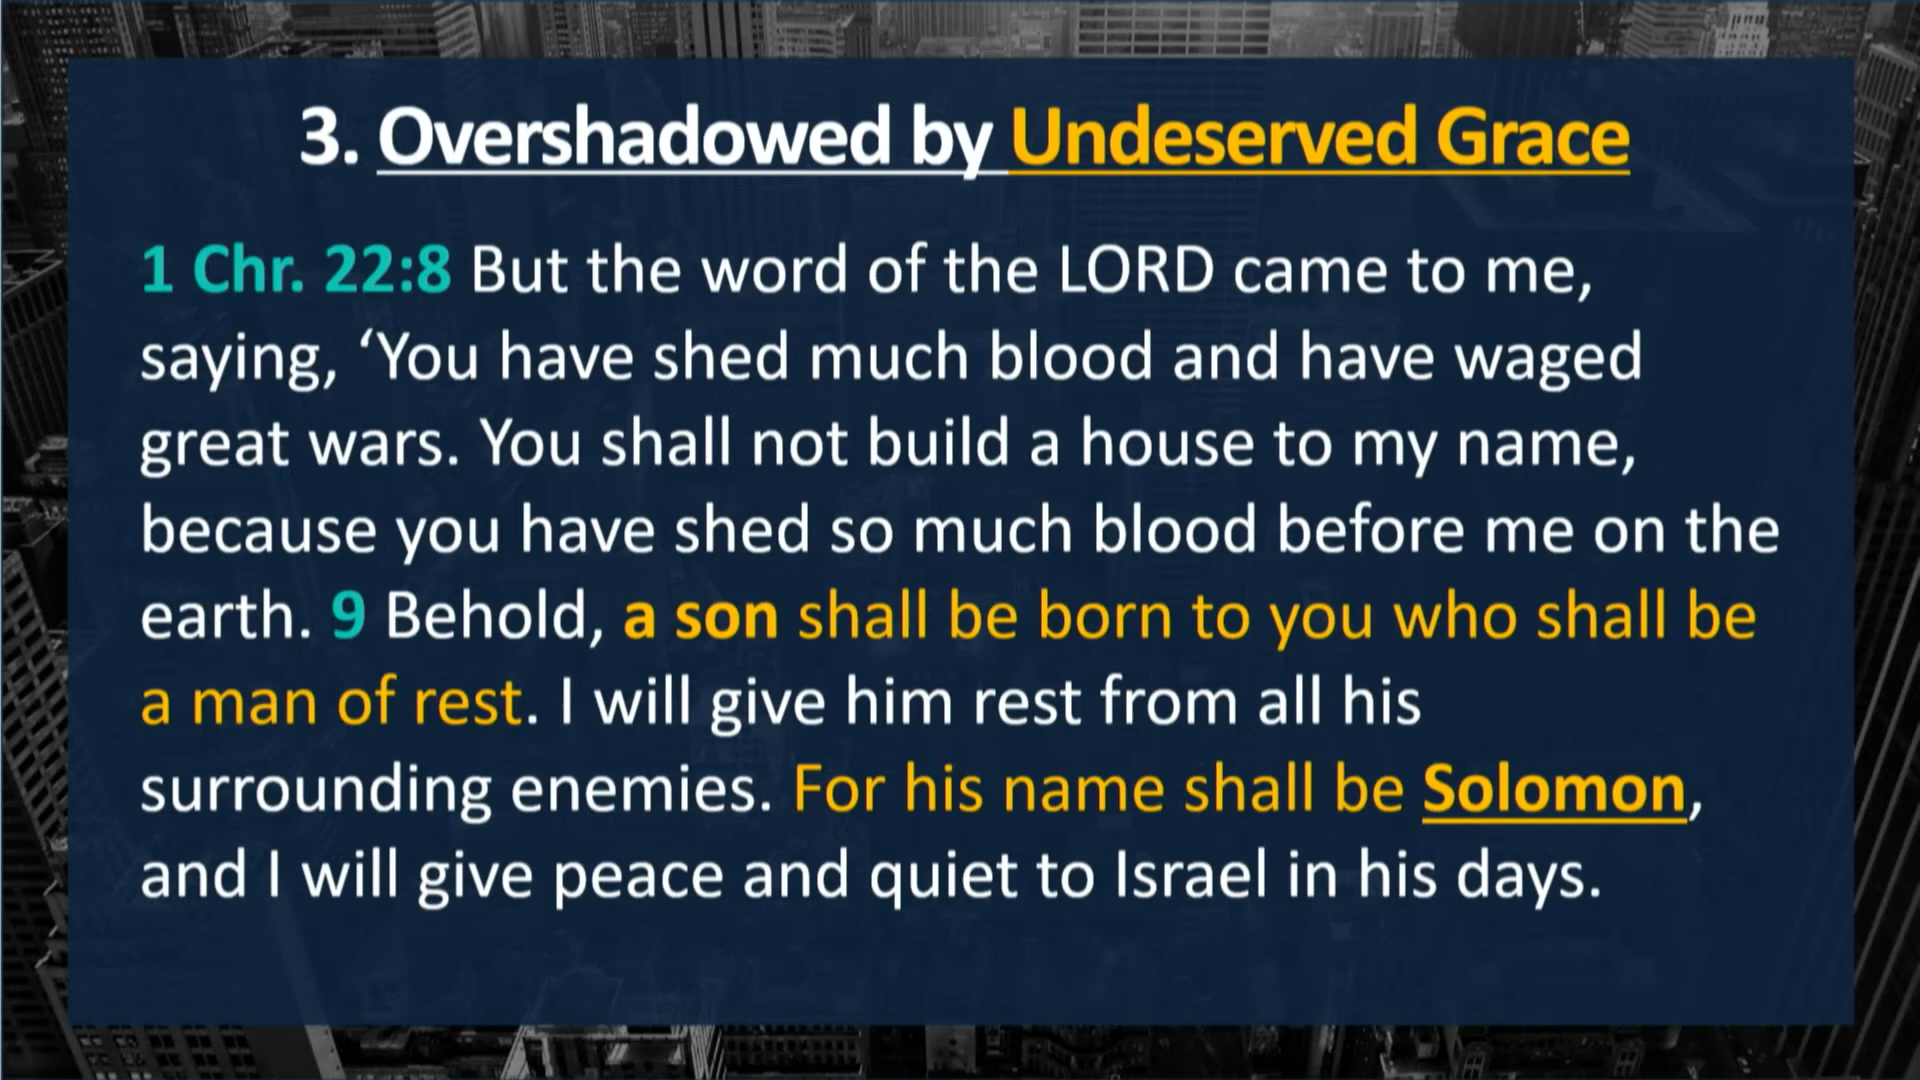 3. Overshadowed by Undeserved Grace
1 Chr. 22:8 But the word of the LORD came to me,
saying, ‘You have shed much blood and have waged
great wars. You shall not build a house to my name,
because you have shed so much blood before me on the
earth. 9 Behold, a son shall be born to you who shall be
a man of rest. I will give him rest from all his
surrounding enemies. For his name shall be Solomon,
and I will give peace and quiet to Israel in his days.